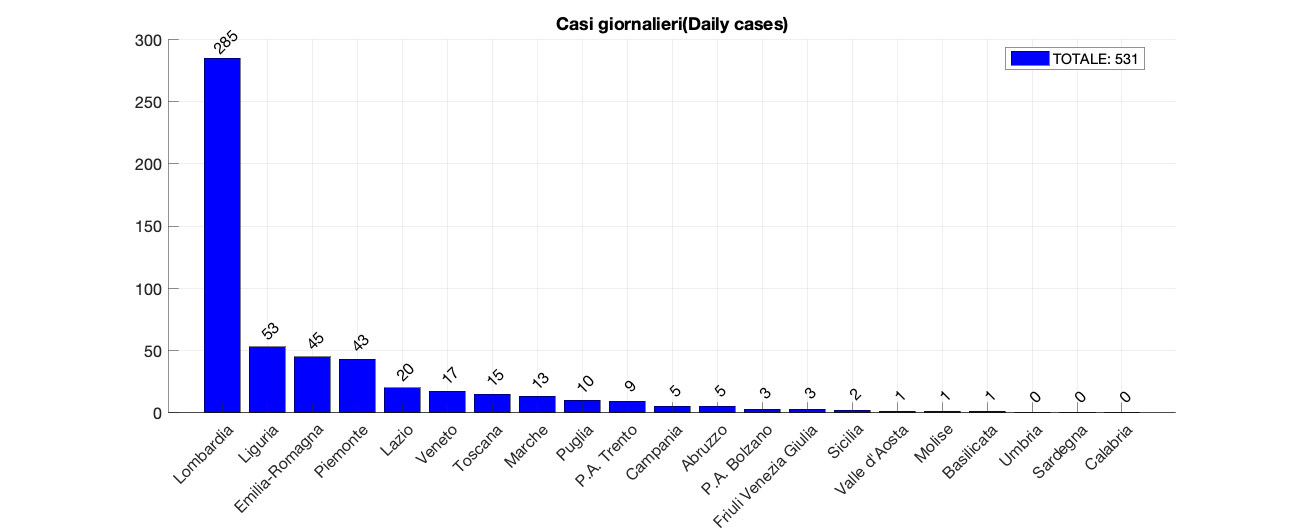 Casi giornalieri(Daily cases)
TOTALE: 531
300
250
200
150
100
50
0
285
53
45
43
20
17
15
13
10
9
5
5
3
3
2
1
1
1
0
0
0
Lombardia
Liguria
Emilia-Romagna
Piemonte
Lazio
Veneto
Toscana
Marche
Puglia
P.A. Trento
Campania
Abruzzo
P.A. Bolzano
Friuli Venezia Giulia
Sicilia
Valle d'Aosta
Molise
Basilicata
Umbria
Sardegna
Calabria